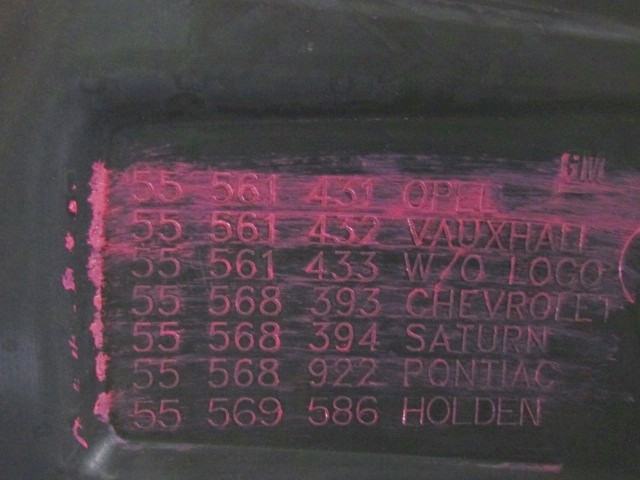 GM
55 561 431 OPEL
55 561 432 VAUXHALL
55 561 433 W/O LOGO
55 568 393 CHEVROLET
55 568 394 SATURN
55 568 922 PONTIAC
55 569 586 HOLDEN